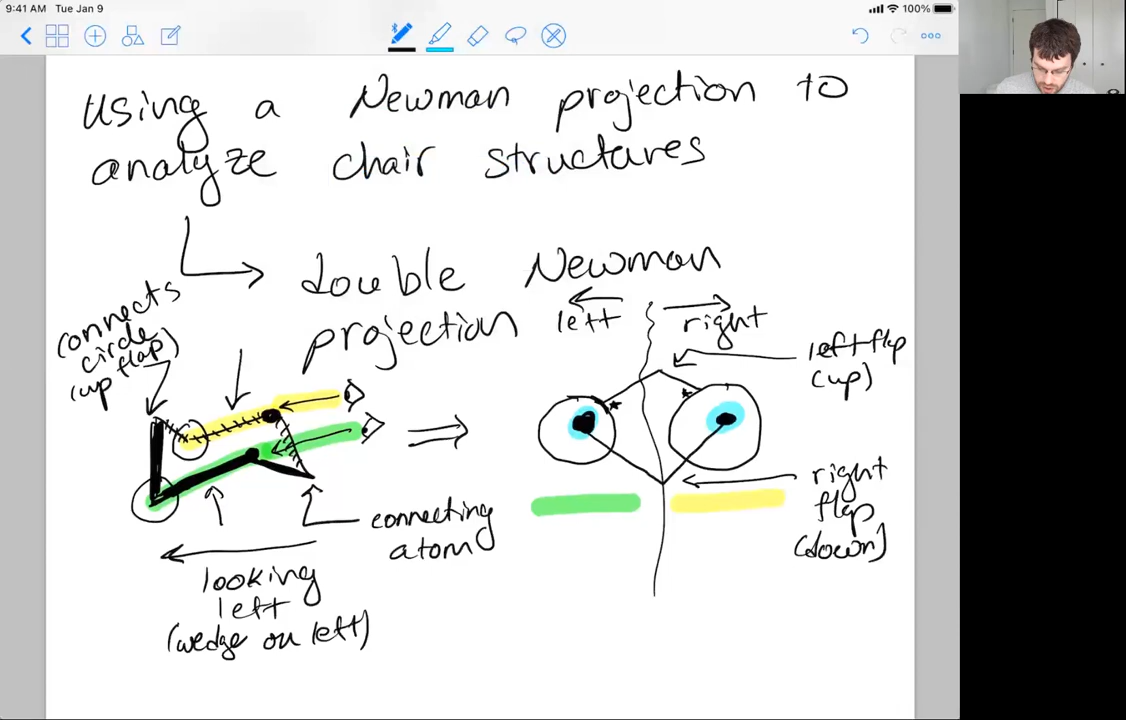 9:41 AM Tue Jan 9
100%
Using a Newman projection to
analyze chair structures
double Newman
projection
(connects
circle
(up flap)
left
right
left flap
(up)
connecting
atom
right
flap
(down)
looking
left
(wedge on left)